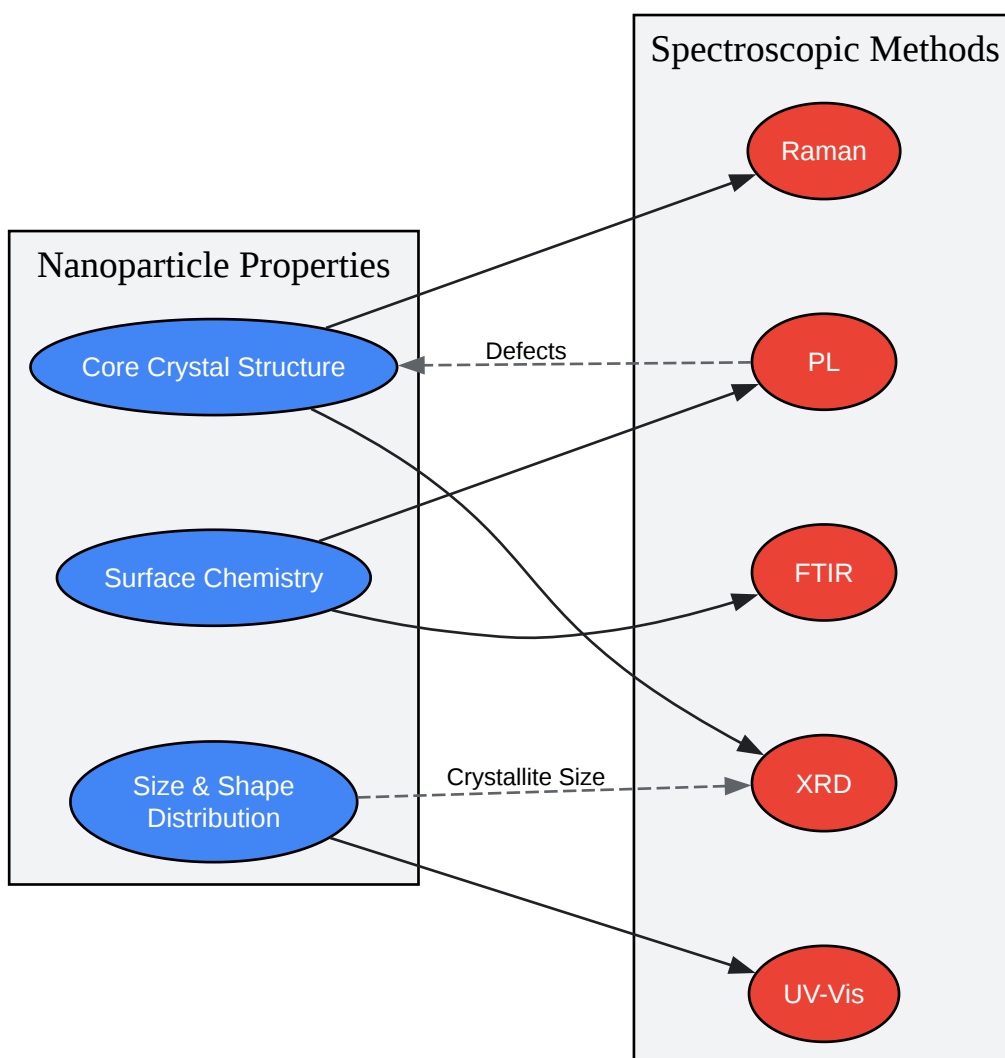 Spectroscopic Methods
Raman
Nanoparticle Properties
Core Crystal Structure
Defects
PL
Surface Chemistry
FTIR
Size & Shape
Distribution
Crystallite Size
XRD
UV-Vis